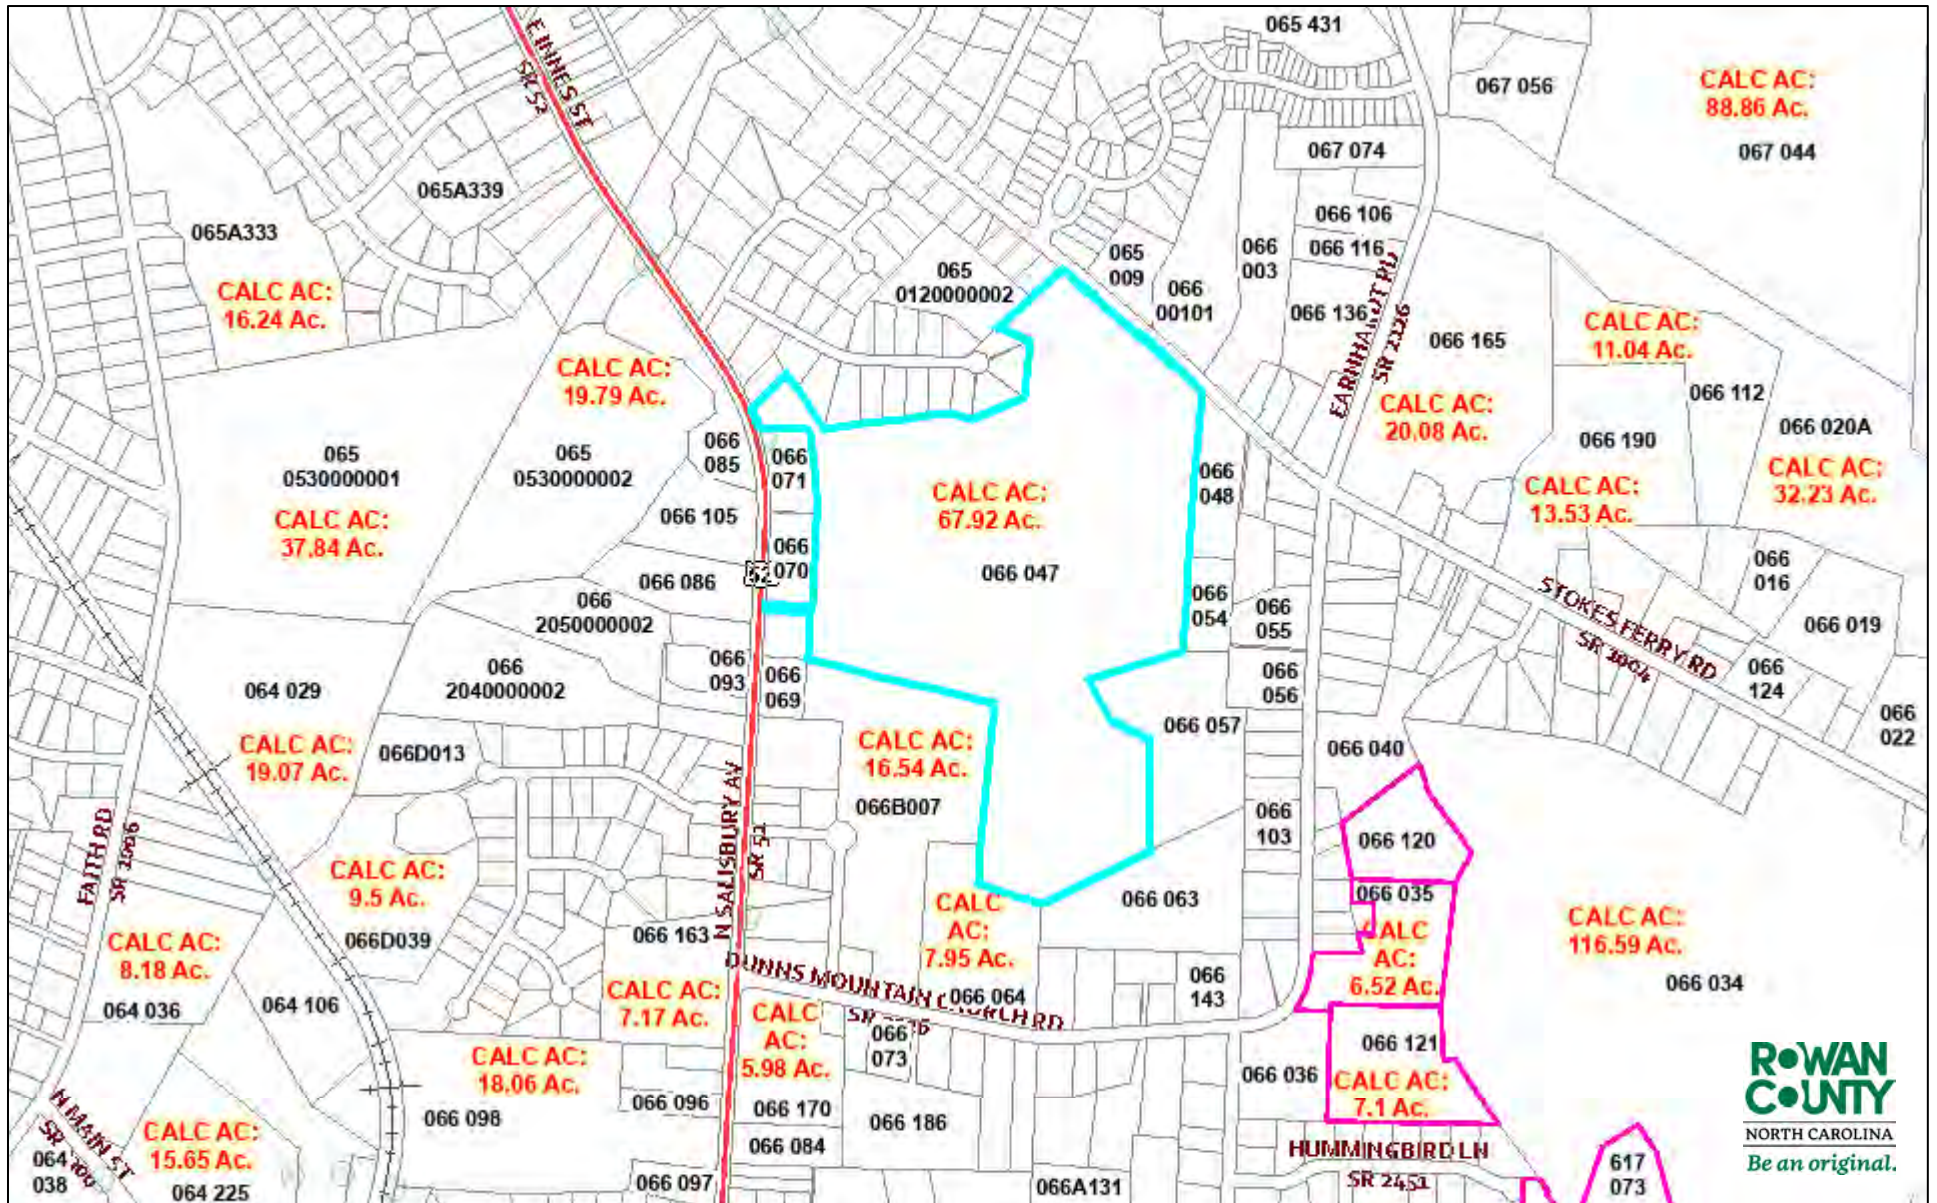 065 431
067 056
CALC AC:
88.86 Ac.
067 044
E INNES ST
SR 52
067 074
065A339
065A333
066 106
066 116
065
009
066
003
065
0120000002
066
00101
CALC AC:
16.24 Ac.
066 136
EARNHARDT RD
066 165
CALC AC:
11.04 Ac.
CALC AC:
19.79 Ac.
066 112
CALC AC:
20.08 Ac.
066 020A
066 190
066
085
066
071
065
0530000001
065
0530000002
066
048
CALC AC:
32.23 Ac.
CALC AC:
67.92 Ac.
CALC AC:
13.53 Ac.
066 105
CALC AC:
37.84 Ac.
066
070
52
066 047
066 086
066
016
066
2050000002
066
054
066
055
STOKES FERRY RD
066 019
066
093
066
069
066
2040000002
064 029
066
056
066
124
066 057
066
022
CALC AC:
19.07 Ac.
066D013
CALC AC:
16.54 Ac.
066 040
066B007
066
103
066 120
FAITH RD
N SALISBURY AV
SR 52
CALC AC:
9.5 Ac.
066 035
066 063
CALC AC:
8.18 Ac.
066D039
066 163
CALC
AC:
7.95 Ac.
CALC
AC:
6.52 Ac.
CALC AC:
116.59 Ac.
066 034
DUNNS MOUNTAIN CHURCH RD
066 064
066
143
064 036
064 106
CALC AC:
7.17 Ac.
CALC
AC:
5.98 Ac.
066
073
066 121
CALC AC:
18.06 Ac.
066 036
CALC AC:
7.1 Ac.
066 098
066 096
066 170
066 186
066 084
N MAIN ST
CALC AC:
15.65 Ac.
HUMMINGBIRD LN
SR 2451
064
038
064 225
066 097
066A131
617
073
ROWAN
COUNTY
NORTH CAROLINA
Be an original.